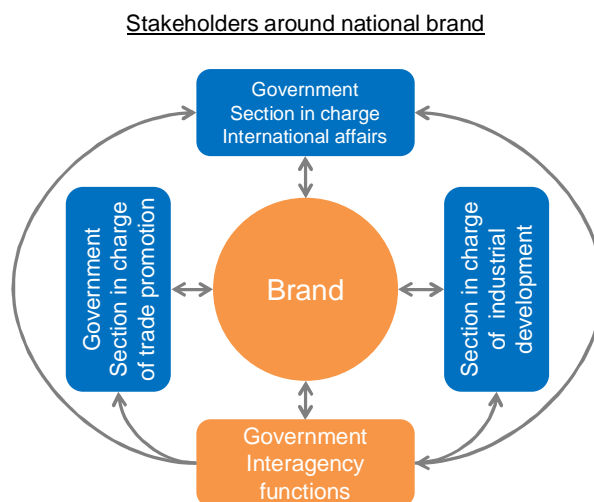 Stakeholders around national brand
Government
Section in charge
International affairs
Government
Section in charge
of trade promotion
Brand
Section in charge
of industrial
development
Government
Interagency
functions